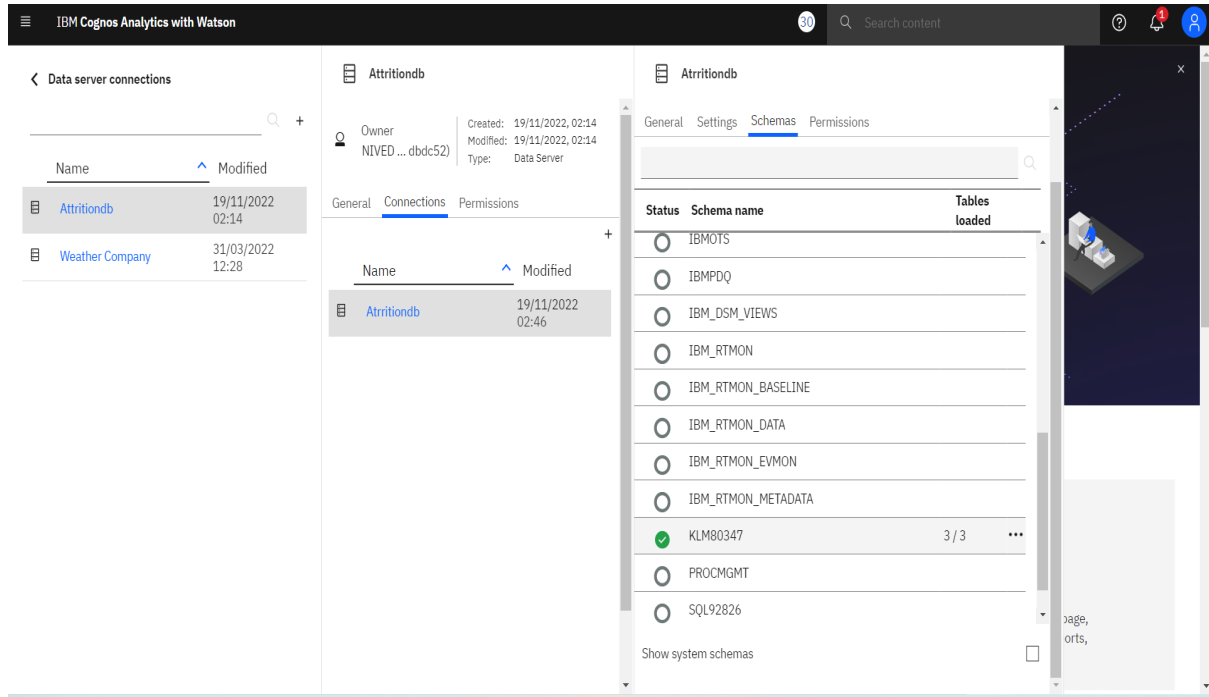 IBM Cognos Analytics with Watson
30
Search content
1
Data server connections
Name
Modified
Attritiondb
19/11/2022
02:14
Weather Company
31/03/2022
12:28
Attritiondb
Owner
NIVED ... dbdc52)
Created: 19/11/2022, 02:14
Modified: 19/11/2022, 02:14
Type: Data Server
General Connections Permissions
+
Name
Modified
Atrritiondb
19/11/2022
02:46
Atrritiondb
General Settings Schemas Permissions
Status Schema name Tables
loaded
IBMOTS
IBMPDQ
IBM_DSM_VIEWS
IBM_RTMON
IBM_RTMON_BASELINE
IBM_RTMON_DATA
IBM_RTMON_EVMON
IBM_RTMON_METADATA
KLM80347 3 / 3 •••
PROCMGMT
SQL92826
Show system schemas
orts,